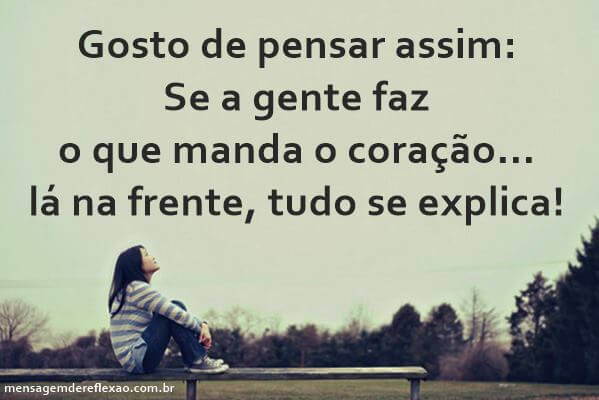 Gosto de pensar assim:
Se a gente faz
o que manda o coração...
lá na frente, tudo se explica!
mensagemdereflexao.com.br